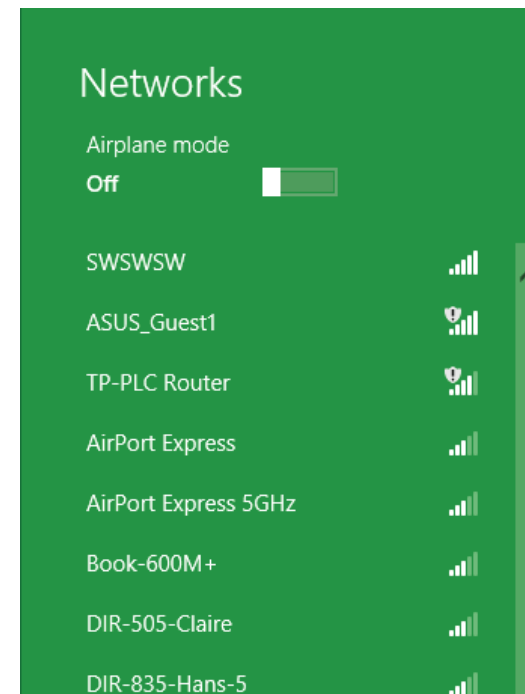 Networks
Airplane mode
Off
SWSWSW
ASUS_Guest1
TP-PLC Router
AirPort Express
AirPort Express 5GHz
Book-600M+
DIR-505-Claire
DIR-835-Hans-5